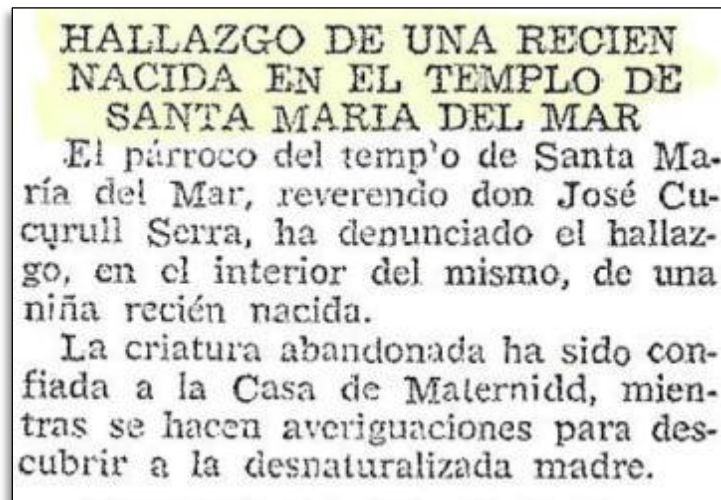 HALLAZGO DE UNA RECIEN
NACIDA EN EL TEMPLO DE
SANTA MARIA DEL MAR
El párroco del temp'o de Santa Ma-
ría del Mar, reverendo don José Cu-
curull Serra, ha denunciado el hallaz-
go, en el interior del mismo, de una
niña recién nacida.
La criatura abandonada ha sido con-
fiada a la Casa de Maternidd, mien-
tras se hacen averiguaciones para des-
cubrir a la desnaturalizada madre.